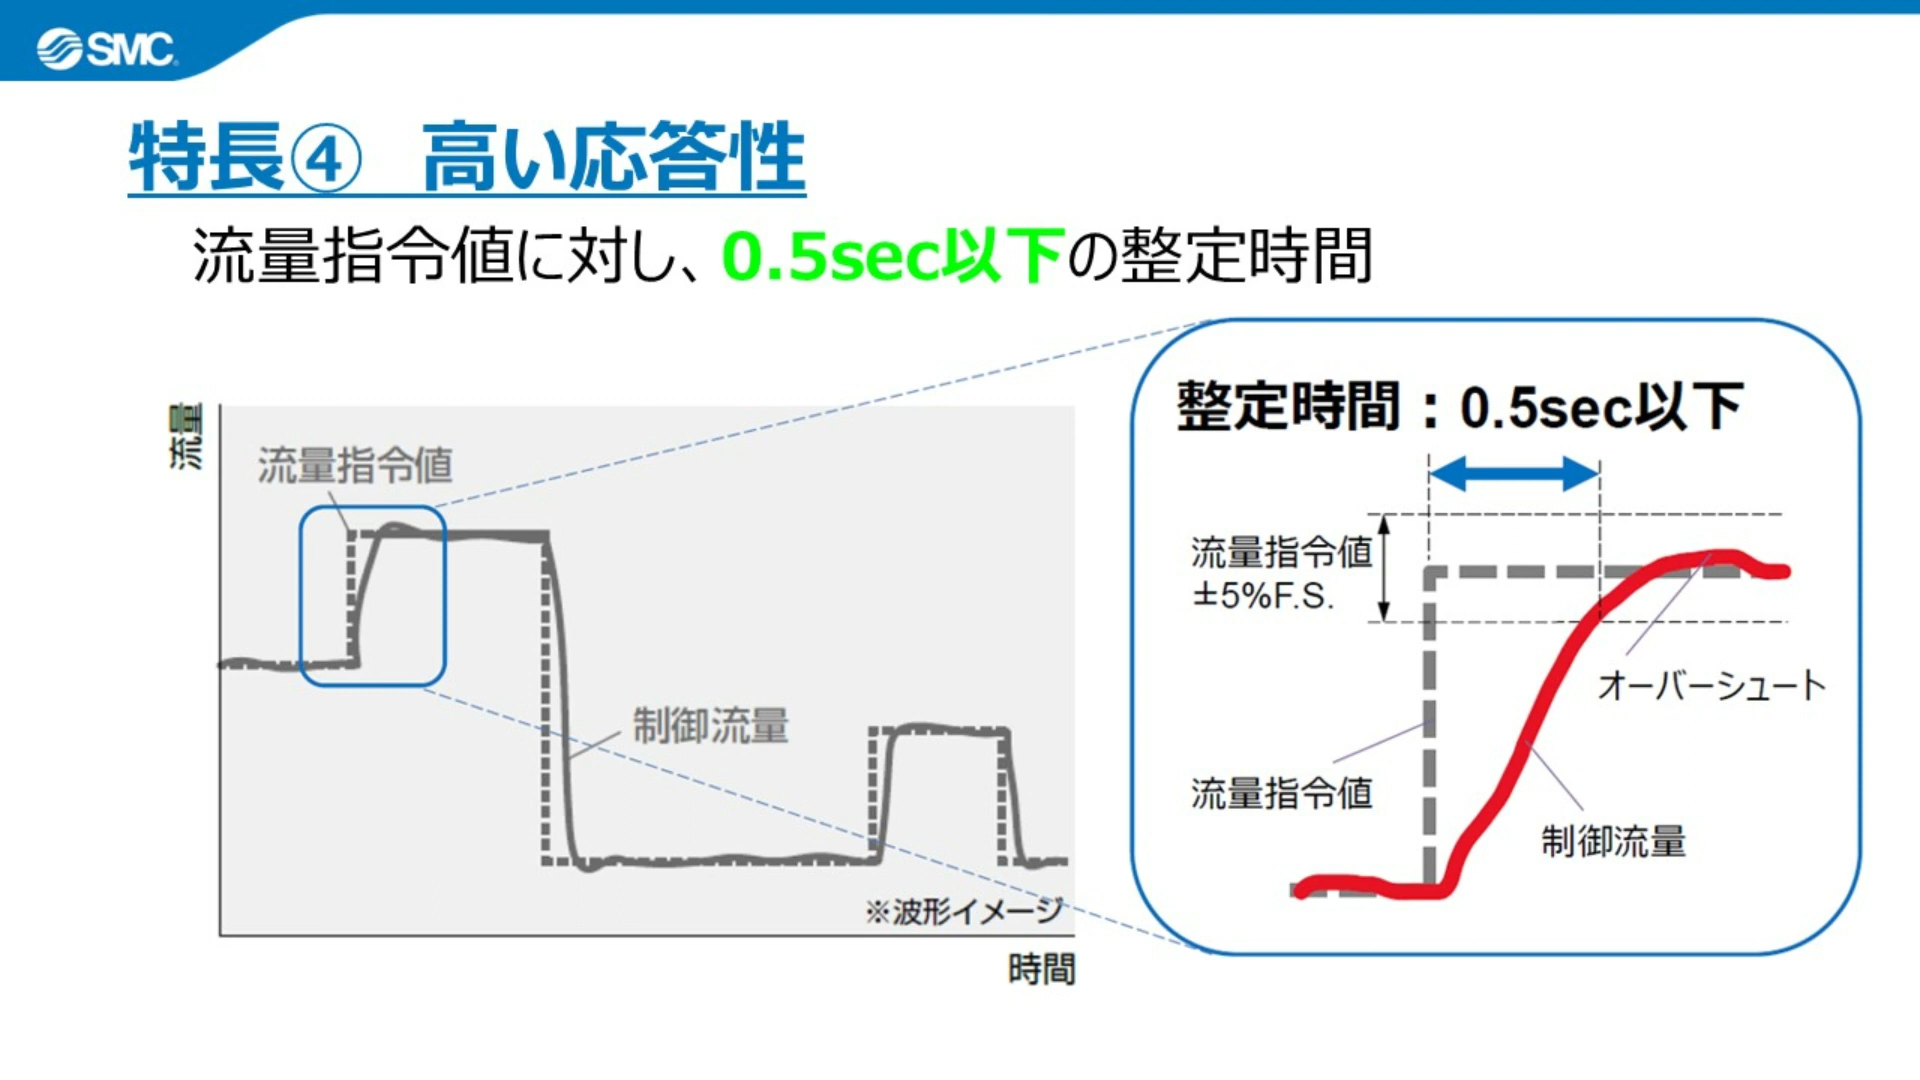 SMC
特長④　高い応答性
流量指令値に対し、0.5sec以下の整定時間
流量
流量指令値
制御流量
※波形イメージ
時間
整定時間：0.5sec以下
流量指令値
±5%F.S.
オーバーシュート
流量指令値
制御流量